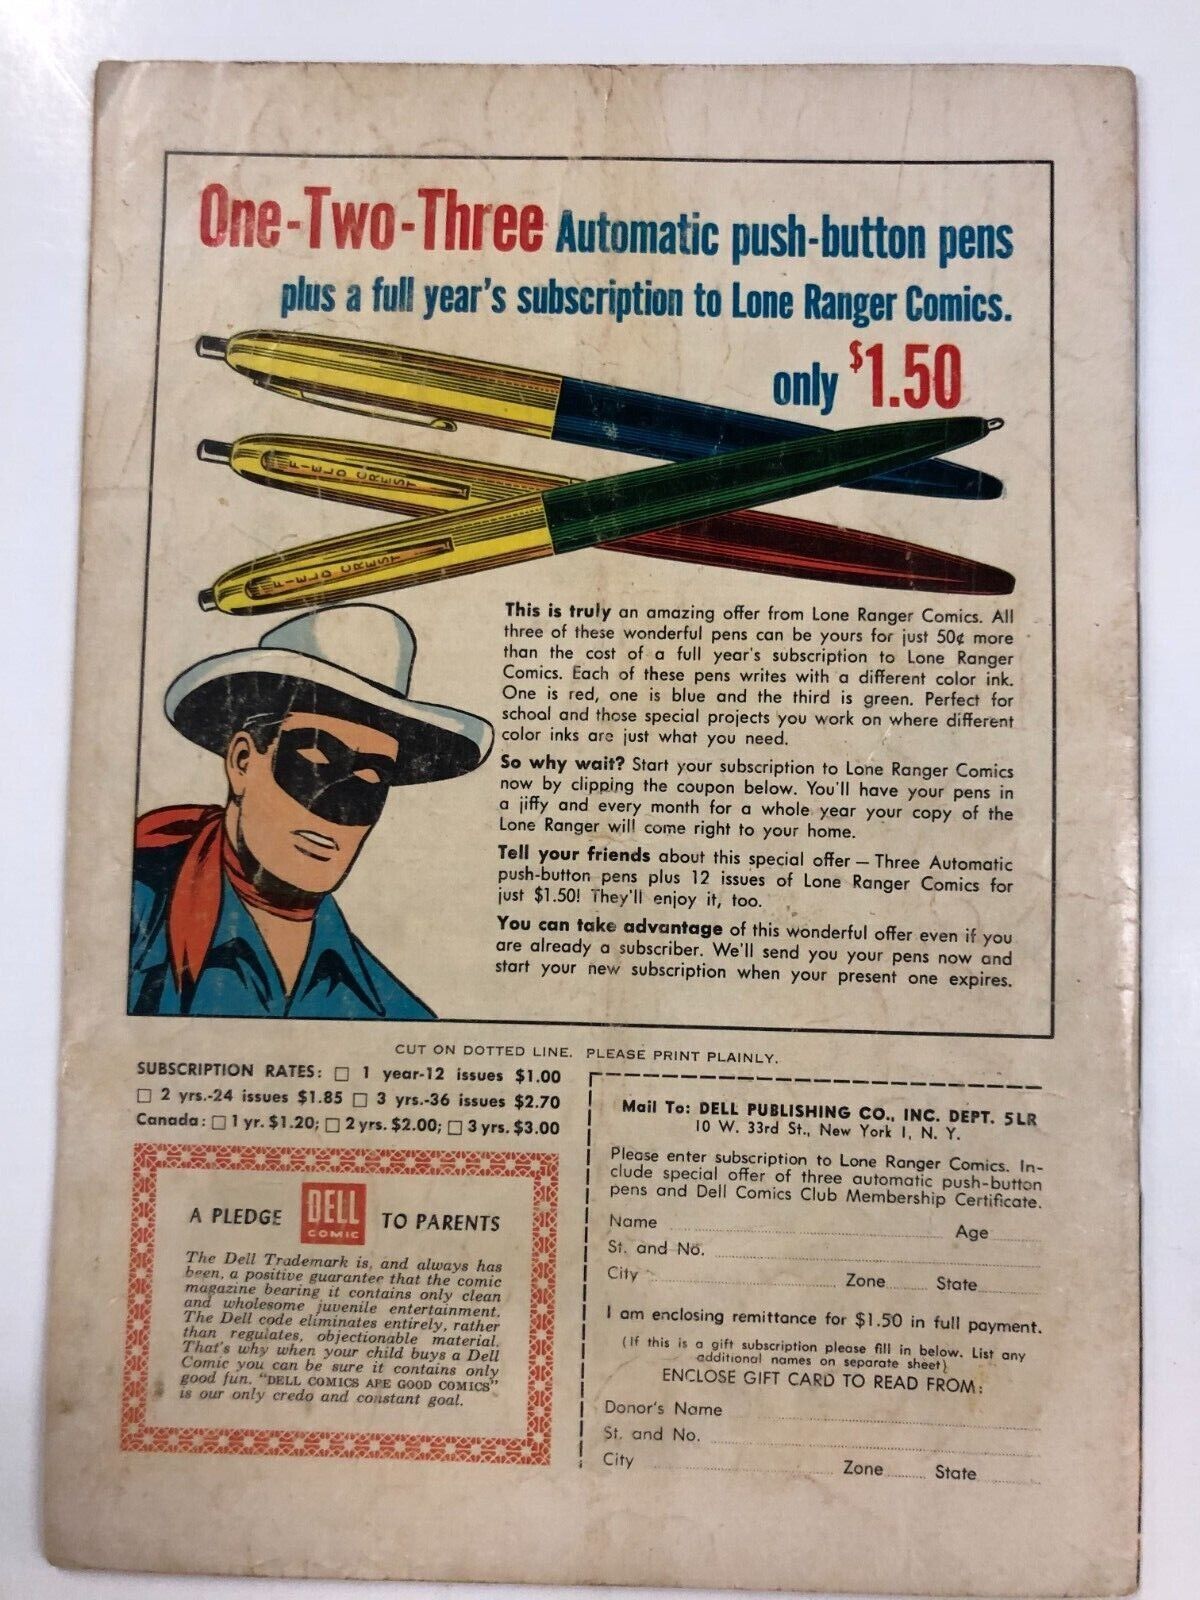 One-Two-Three Automatic push-button pens
plus a full year's subscription to Lone Ranger Comics.
only $1.50
FIELD CREST
FIELD CREST
This is truly an amazing offer from Lone Ranger Comics. All
three of these wonderful pens can be yours for just 50¢ more
than the cost of a full year's subscription to Lone Ranger
Comics. Each of these pens writes with a different color ink.
One is red, one is blue and the third is green. Perfect for
school and those special projects you work on where different
color inks are just what you need.
So why wait? Start your subscription to Lone Ranger Comics
now by clipping the coupon below. You'll have your pens in
a jiffy and every month for a whole year your copy of the
Lone Ranger will come right to your home.
Tell your friends about this special offer — Three Automatic
push-button pens plus 12 issues of Lone Ranger Comics for
just $1.50! They'll enjoy it, too.
You can take advantage of this wonderful offer even if you
are already a subscriber. We'll send you your pens now and
start your new subscription when your present one expires.
CUT ON DOTTED LINE. PLEASE PRINT PLAINLY.
SUBSCRIPTION RATES: □ 1 year-12 issues $1.00
□ 2 yrs.-24 issues $1.85 □ 3 yrs.-36 issues $2.70
Canada: □ 1 yr. $1.20; □ 2 yrs. $2.00; □ 3 yrs. $3.00
A PLEDGE DELL COMIC TO PARENTS
The Dell Trademark is, and always has
been, a positive guarantee that the comic
magazine bearing it contains only clean
and wholesome juvenile entertainment.
The Dell code eliminates entirely, rather
than regulates, objectionable material.
That's why when your child buys a Dell
Comic you can be sure it contains only
good fun. "DELL COMICS ARE GOOD COMICS"
is our only credo and constant goal.
Mail To: DELL PUBLISHING CO., INC. DEPT. 5LR
10 W. 33rd St., New York 1, N. Y.
Please enter subscription to Lone Ranger Comics. In-
clude special offer of three automatic push-button
pens and Dell Comics Club Membership Certificate.
Name Age
St. and No.
City Zone State
I am enclosing remittance for $1.50 in full payment.
(If this is a gift subscription please fill in below. List any
additional names on separate sheet)
ENCLOSE GIFT CARD TO READ FROM:
Donor's Name
St. and No.
City Zone State